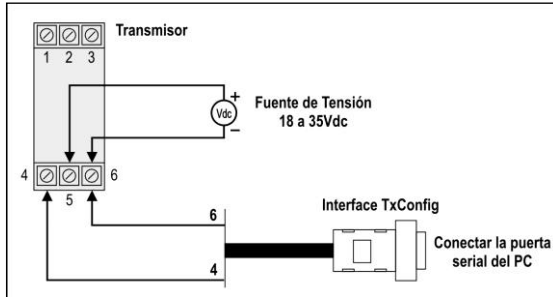 Transmisor
1 2 3
+
Vdc
−
Fuente de Tensión
18 a 35Vdc
4 6
5
6
4
Interface TxConfig
Conectar la puerta
serial del PC